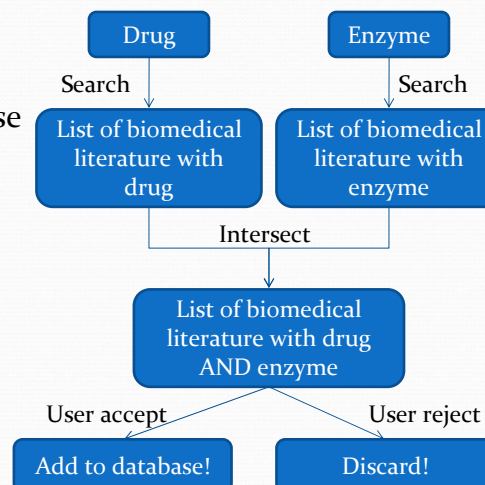 Drug
Enzyme
Search
Search
se
List of biomedical
literature with
drug
List of biomedical
literature with
enzyme
Intersect
List of biomedical
literature with drug
AND enzyme
User accept
User reject
Add to database!
Discard!